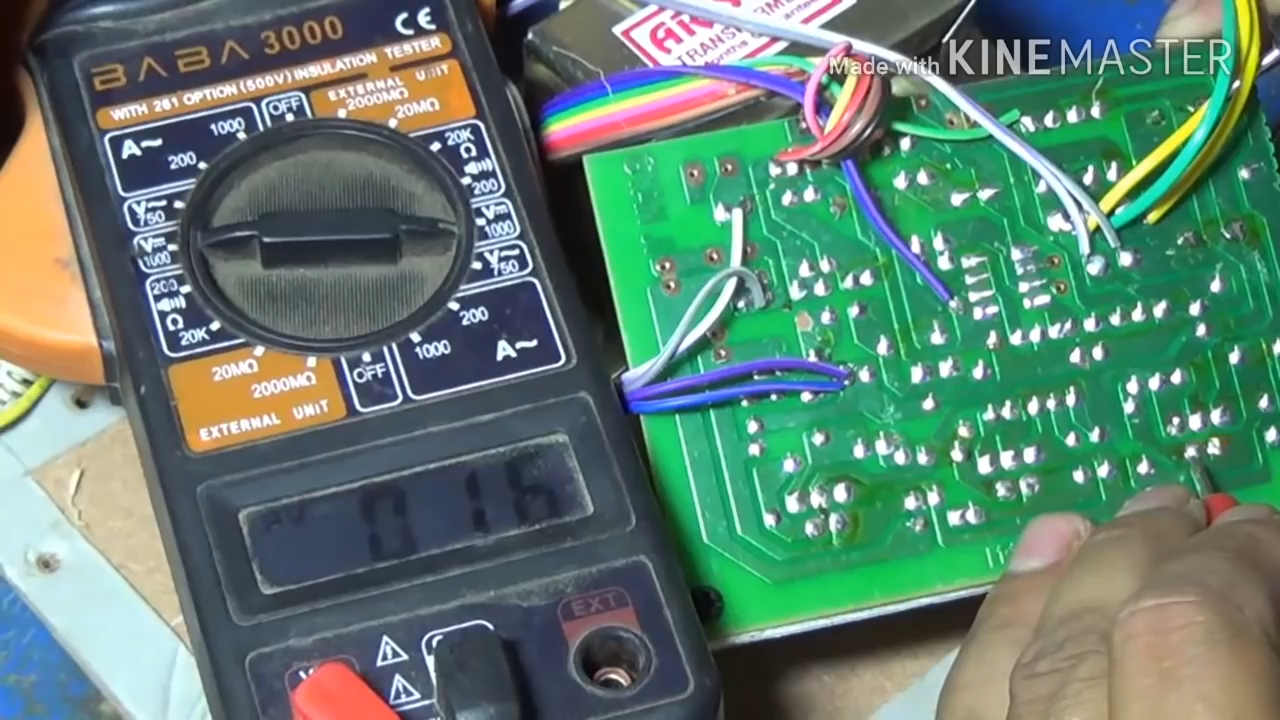 BABA 3000
CE
WITH 261 OPTION (500V) INSULATION TESTER
EXTERNAL UNIT
2000MΩ
20MΩ
OFF
A~
1000
200
20K
Ω
200
V~
750
V
1000
V
1000
V~
750
200
Ω
20K
20MΩ
2000MΩ
EXTERNAL UNIT
OFF
200
1000
A~
016
EXT
TRANSF
Made with KINEMASTER